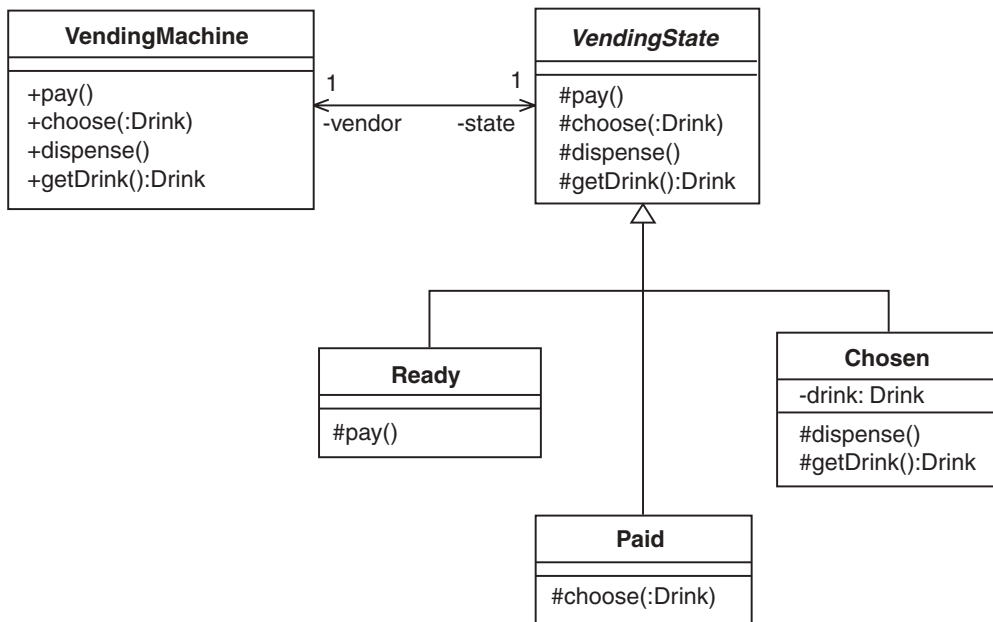 VendingMachine
+pay()
+choose(:Drink)
+dispense()
+getDrink():Drink
1
-vendor
1
-state
VendingState
#pay()
#choose(:Drink)
#dispense()
#getDrink():Drink
Ready
#pay()
Chosen
-drink: Drink
#dispense()
#getDrink():Drink
Paid
#choose(:Drink)